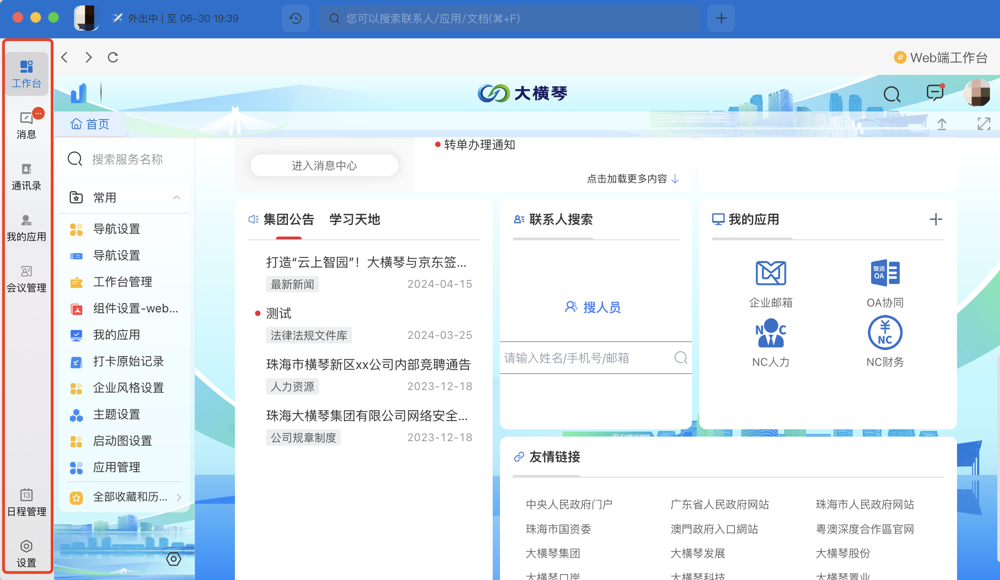 外出中 | 至 06-30 19:39
您可以搜索联系人/应用/文档(⌘+F)
工作台
消息
通讯录
我的应用
会议管理
13
日程管理
设置
Web端工作台
大横琴
首页
搜索服务名称
常用
导航设置
导航设置
工作台管理
组件设置-web...
我的应用
打卡原始记录
企业风格设置
主题设置
启动图设置
应用管理
全部收藏和历...
进入消息中心
转单办理通知
点击加载更多内容
集团公告 学习天地
打造“云上智园”！大横琴与京东签...
最新新闻 2024-04-15
测试
法律法规文件库 2024-03-25
珠海市横琴新区xx公司内部竞聘通告
人力资源 2023-12-18
珠海大横琴集团有限公司网络安全...
公司规章制度 2023-12-18
联系人搜索
搜人员
请输入姓名/手机号/邮箱
我的应用
致远
OA
企业邮箱 OA协同
N C
¥
NC
NC人力 NC财务
友情链接
中央人民政府门户 广东省人民政府网站 珠海市人民政府网站
珠海市国资委 澳門政府入口網站 粤澳深度合作區官网
大横琴集团 大横琴发展 大横琴股份
大横琴口岸 大横琴科技 大横琴置业